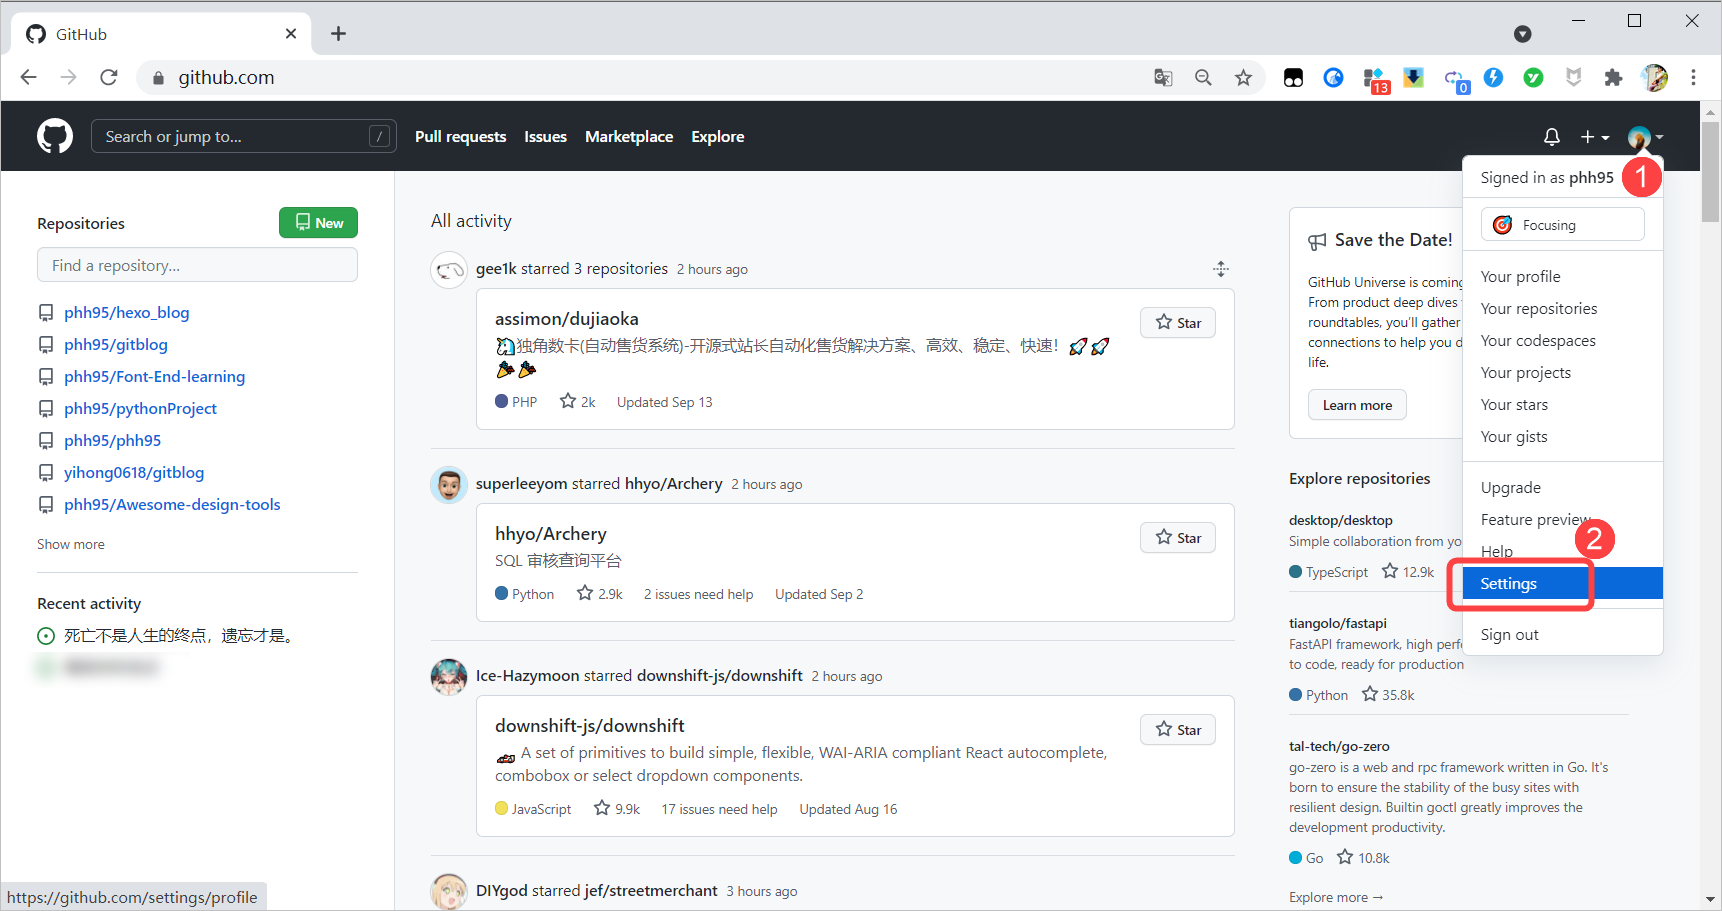 GitHub
github.com
13
0
Search or jump to...
/
Pull requests
Issues
Marketplace
Explore
Signed in as phh95
1
Focusing
Your profile
Your repositories
Your codespaces
Your projects
Your stars
Your gists
Upgrade
Feature preview
Help
2
Settings
Sign out
Repositories
New
Find a repository...
phh95/hexo_blog
phh95/gitblog
phh95/Font-End-learning
phh95/pythonProject
phh95/phh95
yihong0618/gitblog
phh95/Awesome-design-tools
Show more
Recent activity
死亡不是人生的终点，遗忘才是。
All activity
gee1k starred 3 repositories 2 hours ago
assimon/dujiaoka
Star
🦄独角数卡(自动售货系统)-开源式站长自动化售货解决方案、高效、稳定、快速！🚀🚀
🎉🎉
PHP 2k Updated Sep 13
superleeyom starred hhyo/Archery 2 hours ago
hhyo/Archery
Star
SQL 审核查询平台
Python 2.9k 2 issues need help Updated Sep 2
Ice-Hazymoon starred downshift-js/downshift 2 hours ago
downshift-js/downshift
Star
🏎 A set of primitives to build simple, flexible, WAI-ARIA compliant React autocomplete,
combobox or select dropdown components.
JavaScript 9.9k 17 issues need help Updated Aug 16
DIYgod starred jef/streetmerchant 3 hours ago
Save the Date!
GitHub Universe is coming
From product deep dives
roundtables, you'll gather
connections to help you d
life.
Learn more
Explore repositories
desktop/desktop
Simple collaboration from yo
TypeScript 12.9k
tiangolo/fastapi
FastAPI framework, high perf
to code, ready for production
Python 35.8k
tal-tech/go-zero
go-zero is a web and rpc framework written in Go. It's
born to ensure the stability of the busy sites with
resilient design. Builtin goctl greatly improves the
development productivity.
Go 10.8k
Explore more →
https://github.com/settings/profile